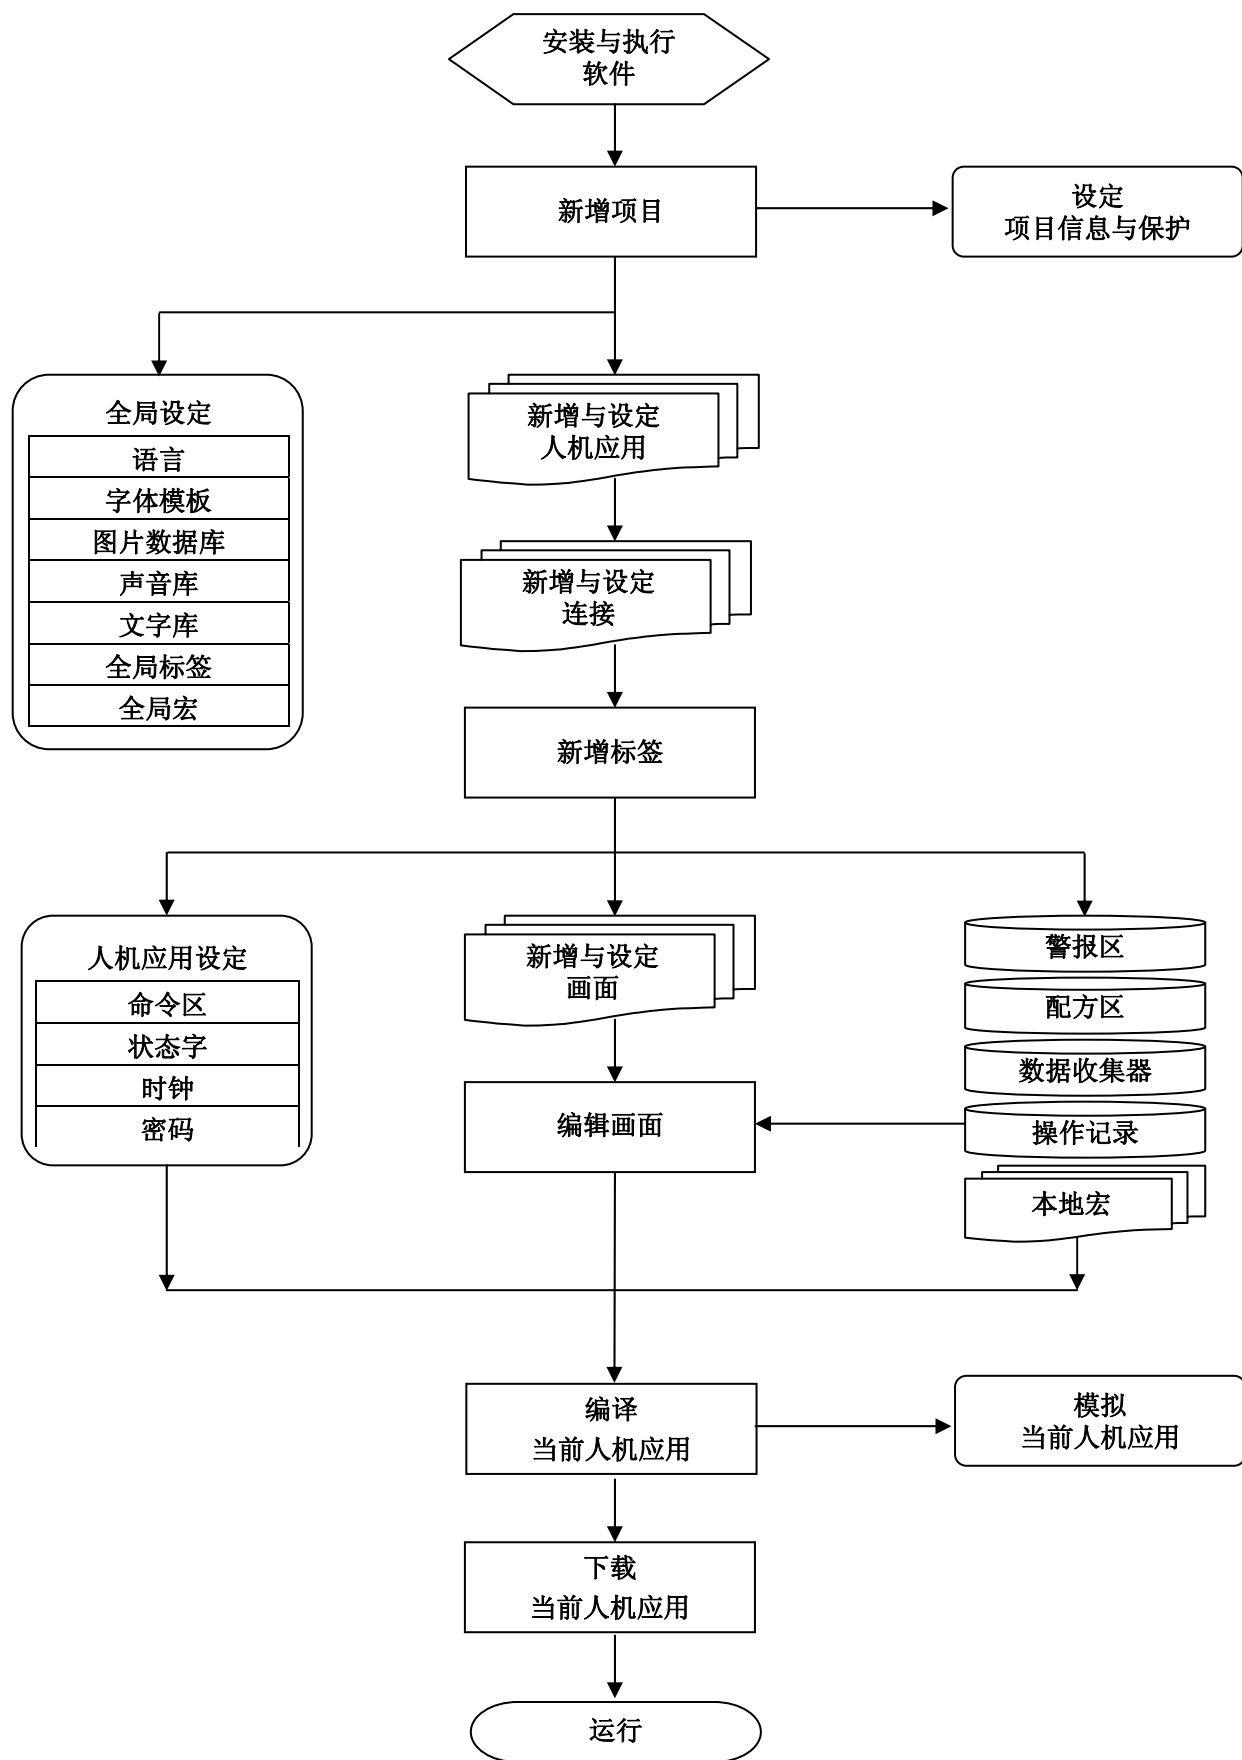 安装与执行
软件
新增项目
设定
项目信息与保护
全局设定
语言
字体模板
图片数据库
声音库
文字库
全局标签
全局宏
新增与设定
人机应用
新增与设定
连接
新增标签
人机应用设定
命令区
状态字
时钟
密码
新增与设定
画面
编辑画面
警报区
配方区
数据收集器
操作记录
本地宏
编译
当前人机应用
模拟
当前人机应用
下载
当前人机应用
运行